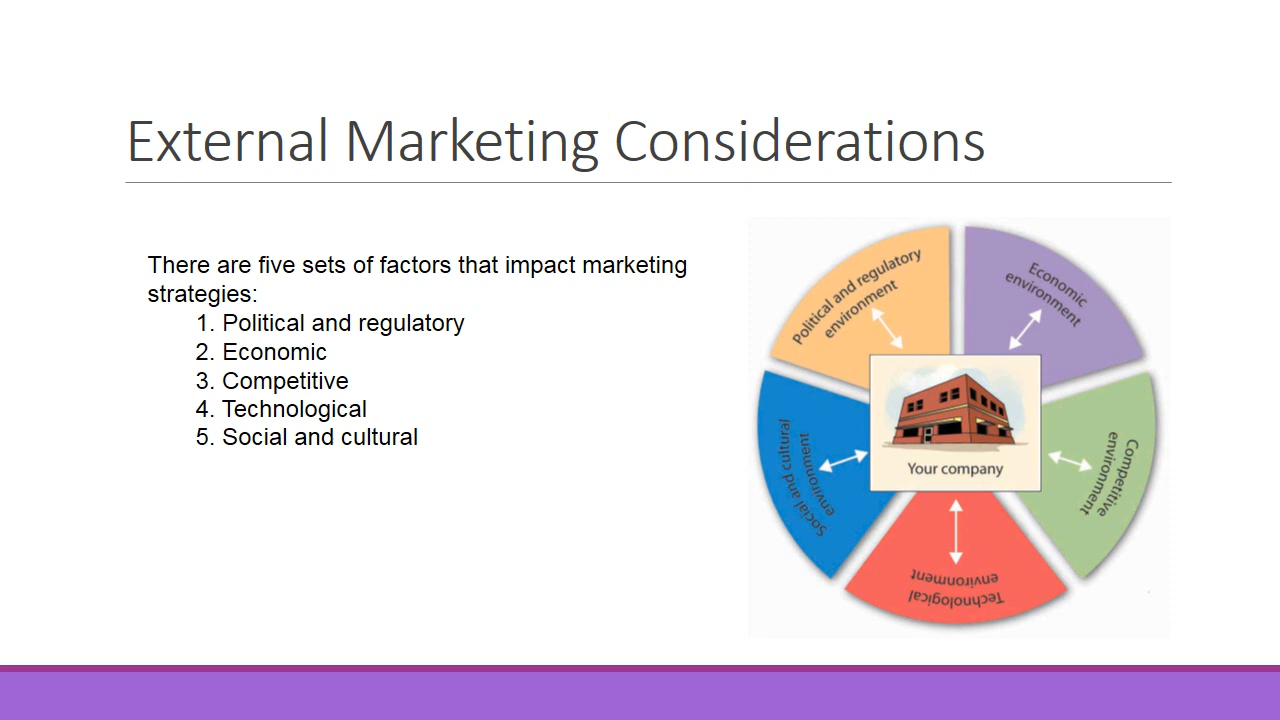 External Marketing Considerations
There are five sets of factors that impact marketing
strategies:
1. Political and regulatory
2. Economic
3. Competitive
4. Technological
5. Social and cultural
Political and regulatory
environment
Economic
environment
Competitive
environment
Technological
environment
Social and cultural
environment
Your company